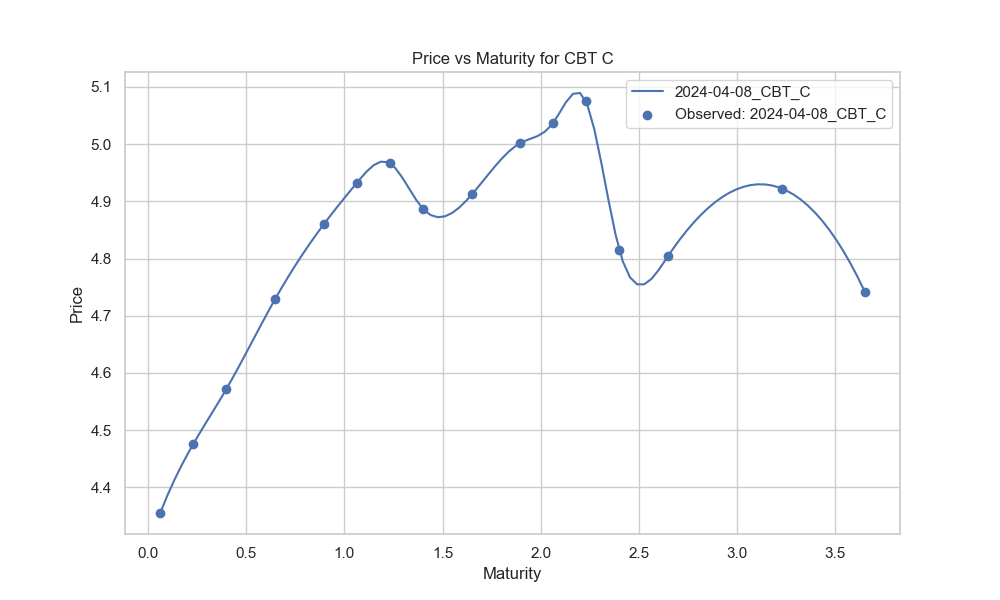 Price vs Maturity for CBT C
2024-04-08_CBT_C
Observed: 2024-04-08_CBT_C
Price
5.1
5.0
4.9
4.8
4.7
4.6
4.5
4.4
0.0 0.5 1.0 1.5 2.0 2.5 3.0 3.5
Maturity